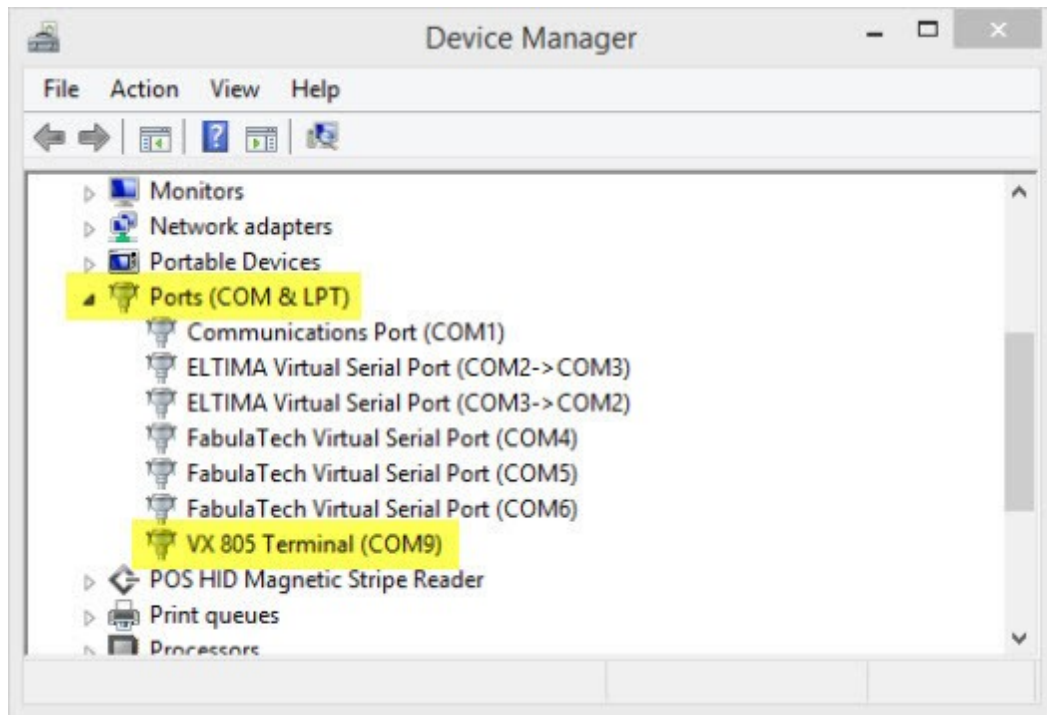 Device Manager
File Action View Help
Monitors
Network adapters
Portable Devices
Ports (COM & LPT)
Communications Port (COM1)
ELTIMA Virtual Serial Port (COM2->COM3)
ELTIMA Virtual Serial Port (COM3->COM2)
FabulaTech Virtual Serial Port (COM4)
FabulaTech Virtual Serial Port (COM5)
FabulaTech Virtual Serial Port (COM6)
VX 805 Terminal (COM9)
POS HID Magnetic Stripe Reader
Print queues
Processors